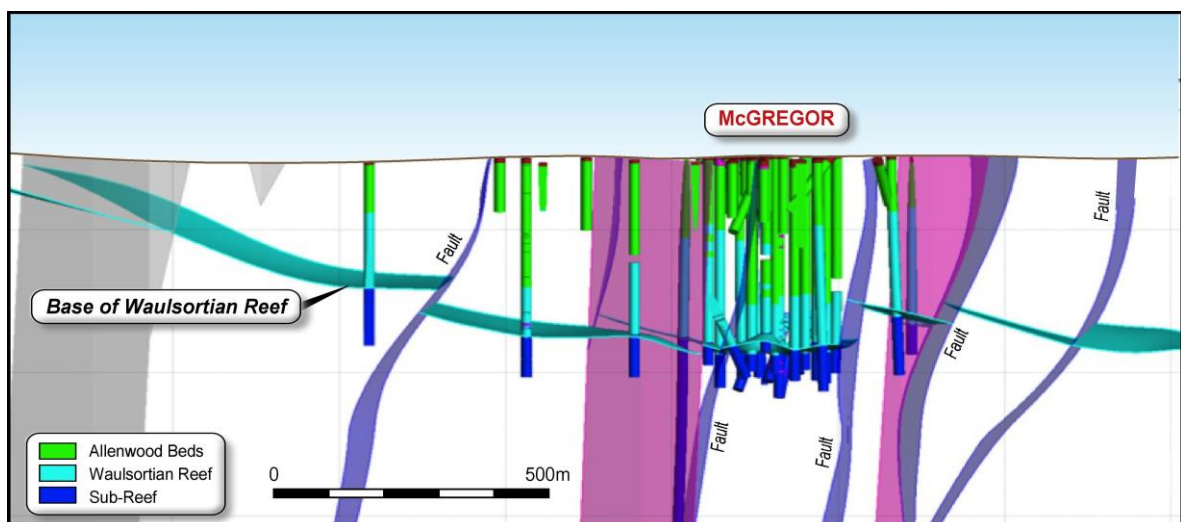 McGREGOR
Fault
Base of Waulsortian Reef
Fault
Fault
Fault
Fault
Allenwood Beds
Waulsortian Reef
Sub-Reef
0 500m